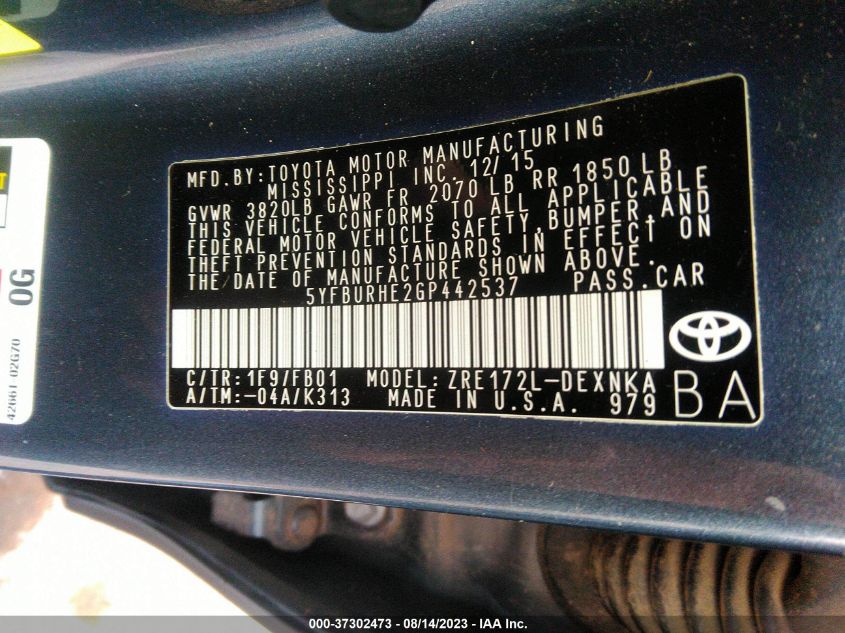 MFD.BY:TOYOTA MOTOR MANUFACTURING
MISSISSIPPI INC. 12/15
GVWR 3820LB GAWR FR 2070 LB RR 1850 LB
THIS VEHICLE CONFORMS TO ALL APPLICABLE
FEDERAL MOTOR VEHICLE SAFETY,BUMPER,AND
THEFT PREVENTION STANDARDS IN EFFECT ON
THE DATE OF MANUFACTURE SHOWN ABOVE.
5YFBURHE2GP442537 PASS.CAR
C/TR:1F9/FB01 MODEL:ZRE172L-DEXNKA
A/TM:-04A/K313 MADE IN U.S.A. 979
BA
0G
42661-02G70
000-37302473 - 08/14/2023 - IAA Inc.